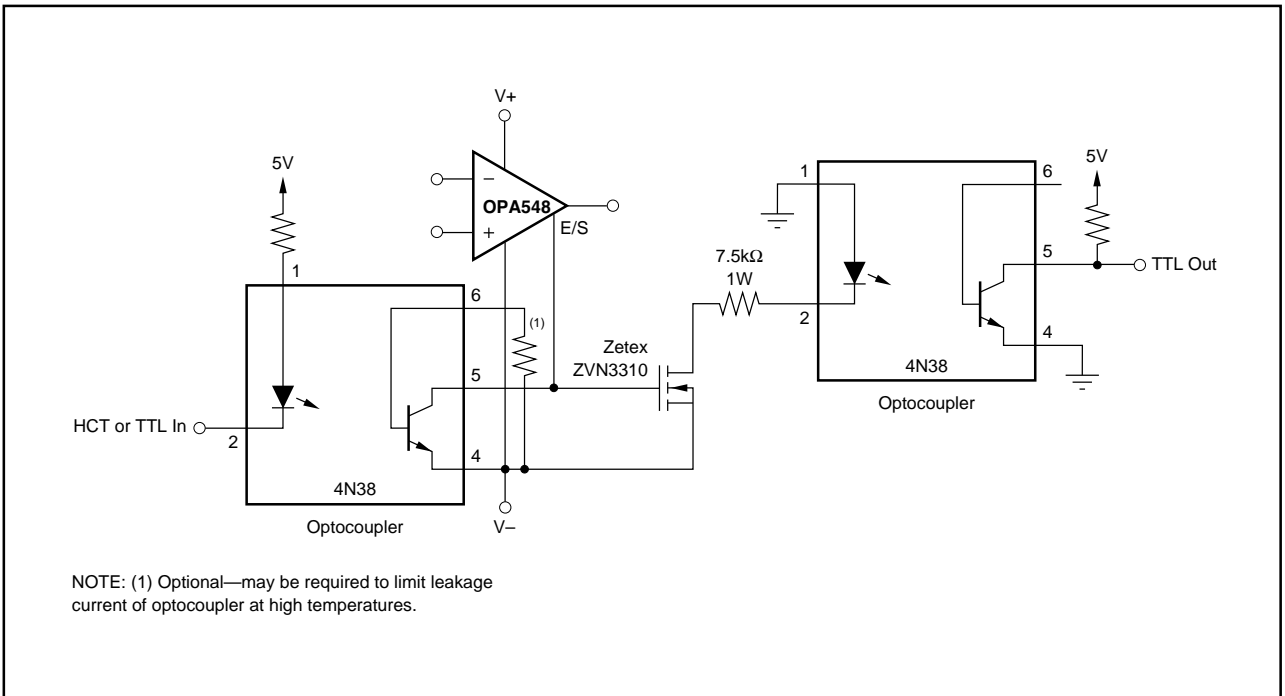 V+
5V
1
–
OPA548
+
E/S
6
(1)
5
4
2
HCT or TTL In
4N38
Optocoupler
V–
Zetex
ZVN3310
7.5kΩ
1W
1
2
6
5V
5
TTL Out
4
4N38
Optocoupler
NOTE: (1) Optional—may be required to limit leakage
current of optocoupler at high temperatures.